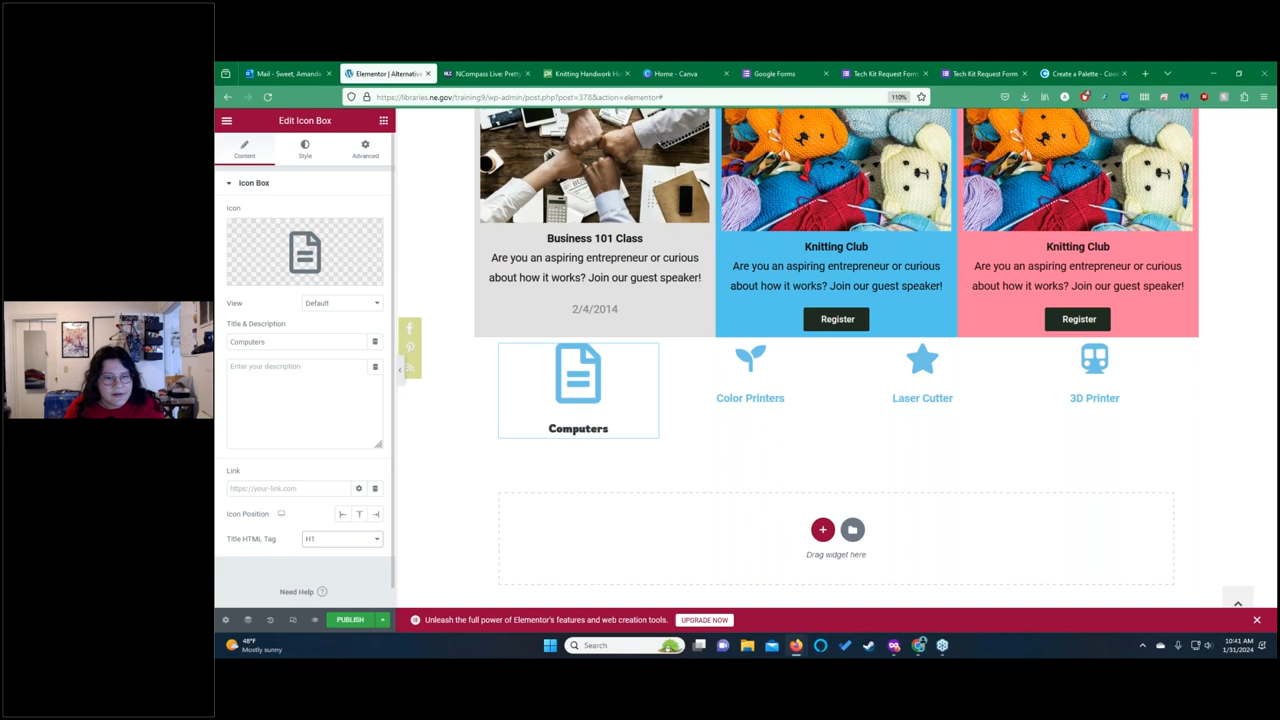 Mail - Sweet, Amanda
Elementor | Alternativ
NCompass Live: Pretty
Knitting Handwork Ho
Home - Canva
Google Forms
Tech Kit Request Form
Tech Kit Request Form
Create a Palette - Coo
https://libraries.ne.gov/training9/wp-admin/post.php?post=378&action=elementor#
110%
Edit Icon Box
Content
Style
Advanced
Icon Box
Icon
View
Default
Title & Description
Computers
Enter your description
Link
https://your-link.com
Icon Position
Title HTML Tag
H1
Need Help
PUBLISH
Business 101 Class
Are you an aspiring entrepreneur or curious
about how it works? Join our guest speaker!
2/4/2014
Knitting Club
Are you an aspiring entrepreneur or curious
about how it works? Join our guest speaker!
Register
Knitting Club
Are you an aspiring entrepreneur or curious
about how it works? Join our guest speaker!
Register
Computers
Color Printers
Laser Cutter
3D Printer
Drag widget here
Unleash the full power of Elementor's features and web creation tools.
UPGRADE NOW
48°F
Mostly sunny
Search
10:41 AM
1/31/2024